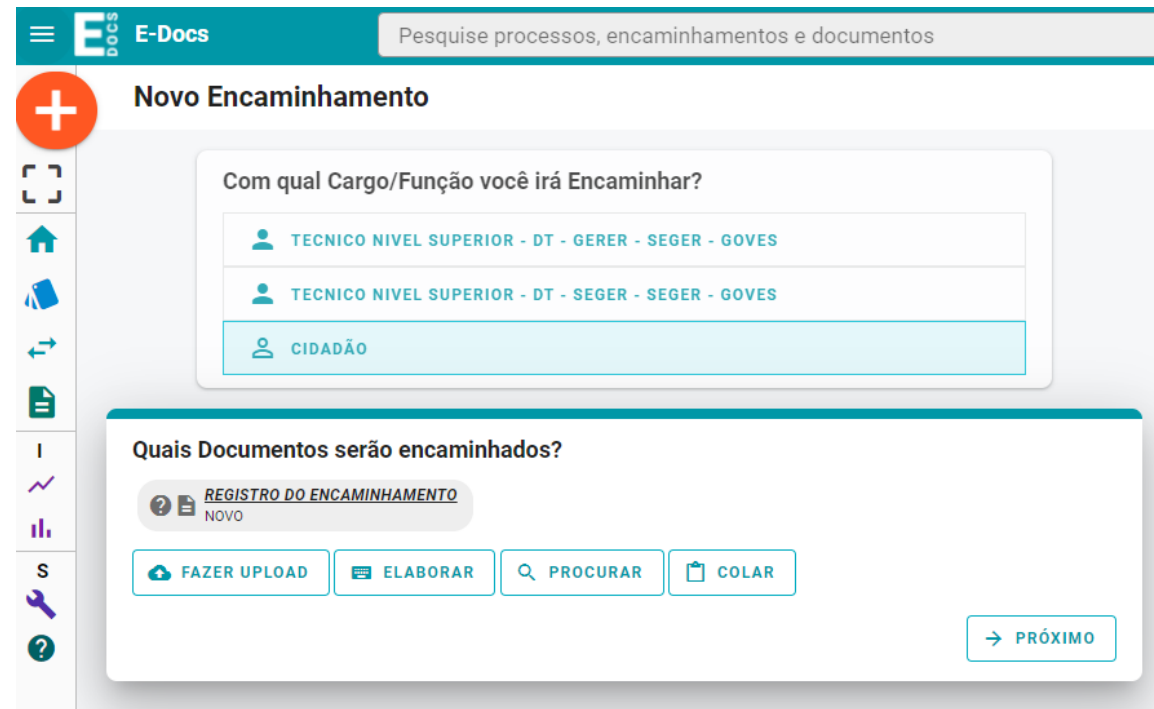 E DOCS
E-Docs
Pesquise processos, encaminhamentos e documentos
Novo Encaminhamento
Com qual Cargo/Função você irá Encaminhar?
TECNICO NIVEL SUPERIOR - DT - GERER - SEGER - GOVES
TECNICO NIVEL SUPERIOR - DT - SEGER - SEGER - GOVES
CIDADÃO
I
S
Quais Documentos serão encaminhados?
REGISTRO DO ENCAMINHAMENTO
NOVO
FAZER UPLOAD
ELABORAR
PROCURAR
COLAR
PRÓXIMO